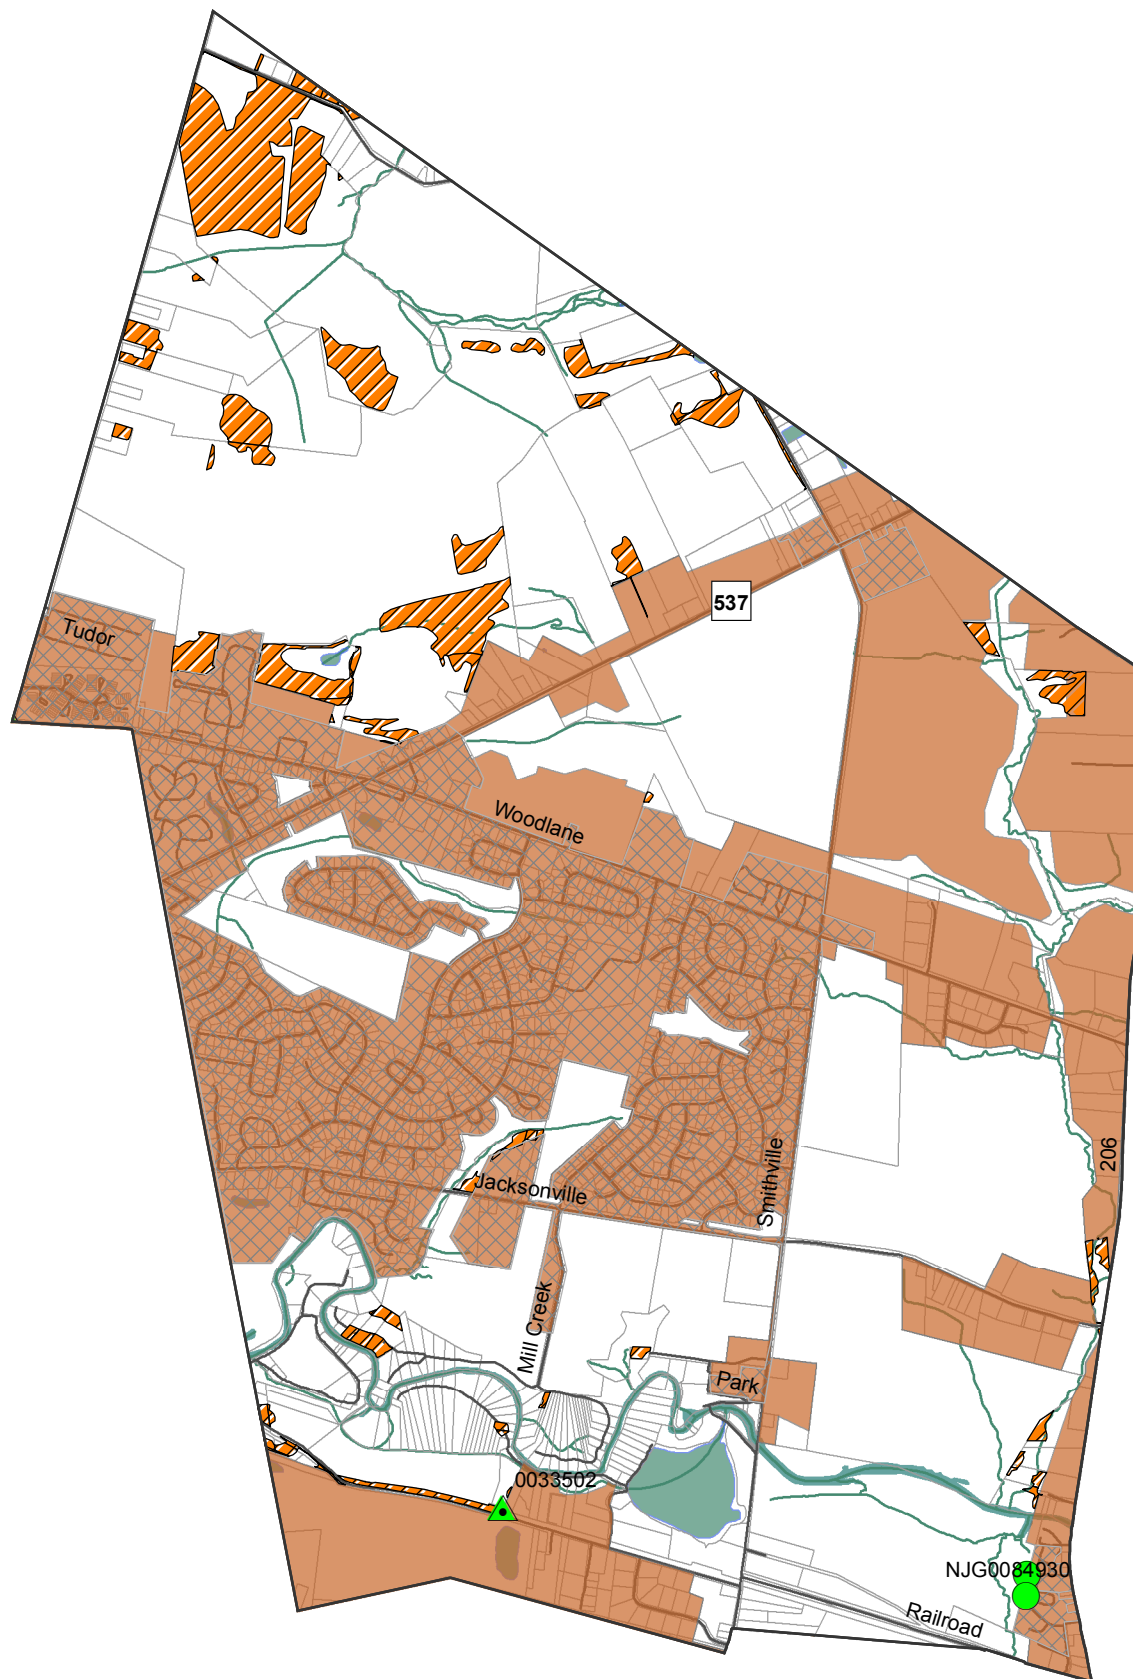 537
Tudor
Woodlane
206
Smithville
Jacksonville
Mill Creek
Park
0033502
NJG0084930
Railroad